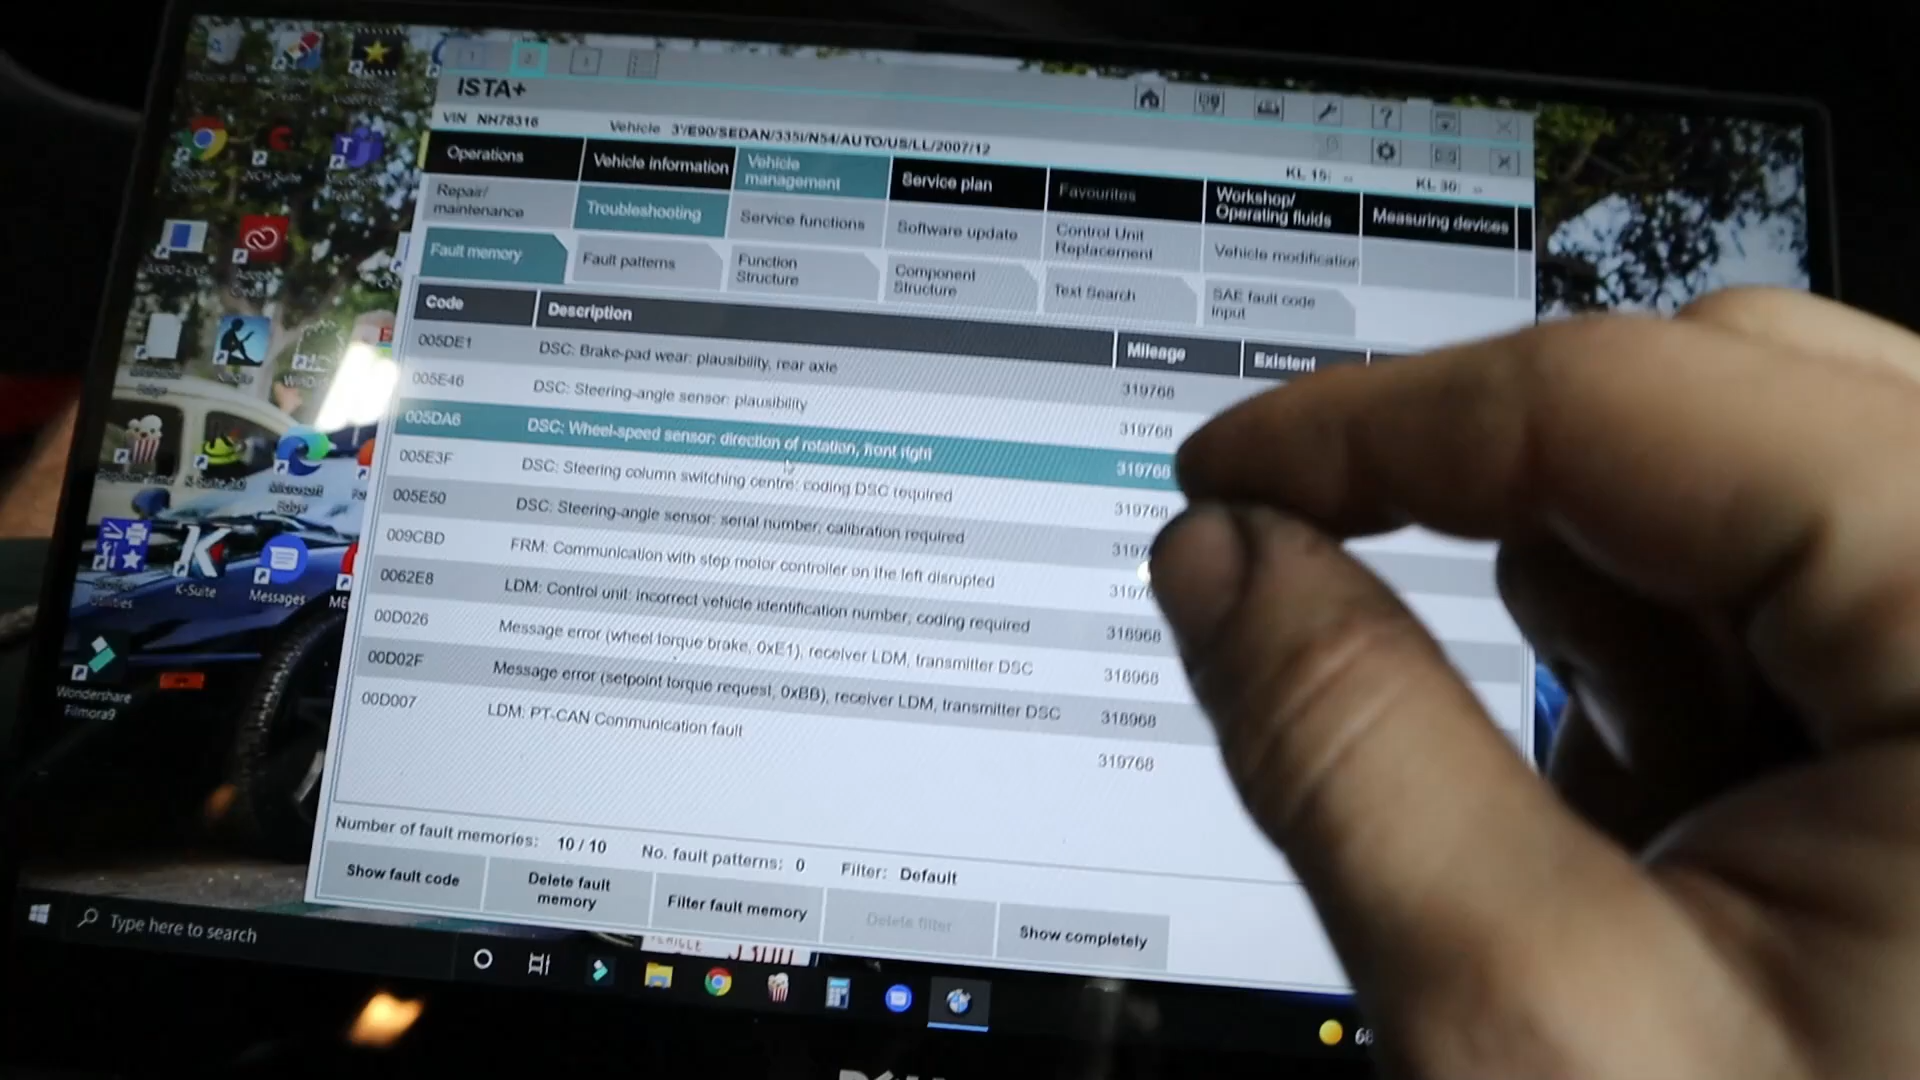 ISTA+
VIN NH78316 Vehicle 3'/E90/SEDAN/335i/N54/AUTO/US/LL/2007/12
KL 15: -- KL 30: --
Operations
Vehicle information
Vehicle management
Service plan
Favourites
Workshop/ Operating fluids
Measuring devices
Repair/ maintenance
Troubleshooting
Service functions
Software update
Control Unit Replacement
Vehicle modification
Fault memory
Fault patterns
Function Structure
Component Structure
Text Search
SAE fault code input
Code Description Mileage Existent
005DE1 DSC: Brake-pad wear: plausibility, rear axle 319768
005E46 DSC: Steering-angle sensor: plausibility 319768
005DA6 DSC: Wheel-speed sensor: direction of rotation, front right 319768
005E3F DSC: Steering column switching centre: coding DSC required 319768
005E50 DSC: Steering-angle sensor: serial number, calibration required
009CBD FRM: Communication with step motor controller on the left disrupted
0062E8 LDM: Control unit: incorrect vehicle identification number, coding required 318968
00D026 Message error (wheel torque brake, 0xE1), receiver LDM, transmitter DSC 318968
00D02F Message error (setpoint torque request, 0xBB), receiver LDM, transmitter DSC 318968
00D007 LDM: PT-CAN Communication fault 319768
Number of fault memories: 10 / 10 No. fault patterns: 0 Filter: Default
Show fault code
Delete fault memory
Filter fault memory
Delete filter
Show completely
Google Chrome
Microsoft Edge
K-Suite
Messages
Wondershare Filmora9
Type here to search